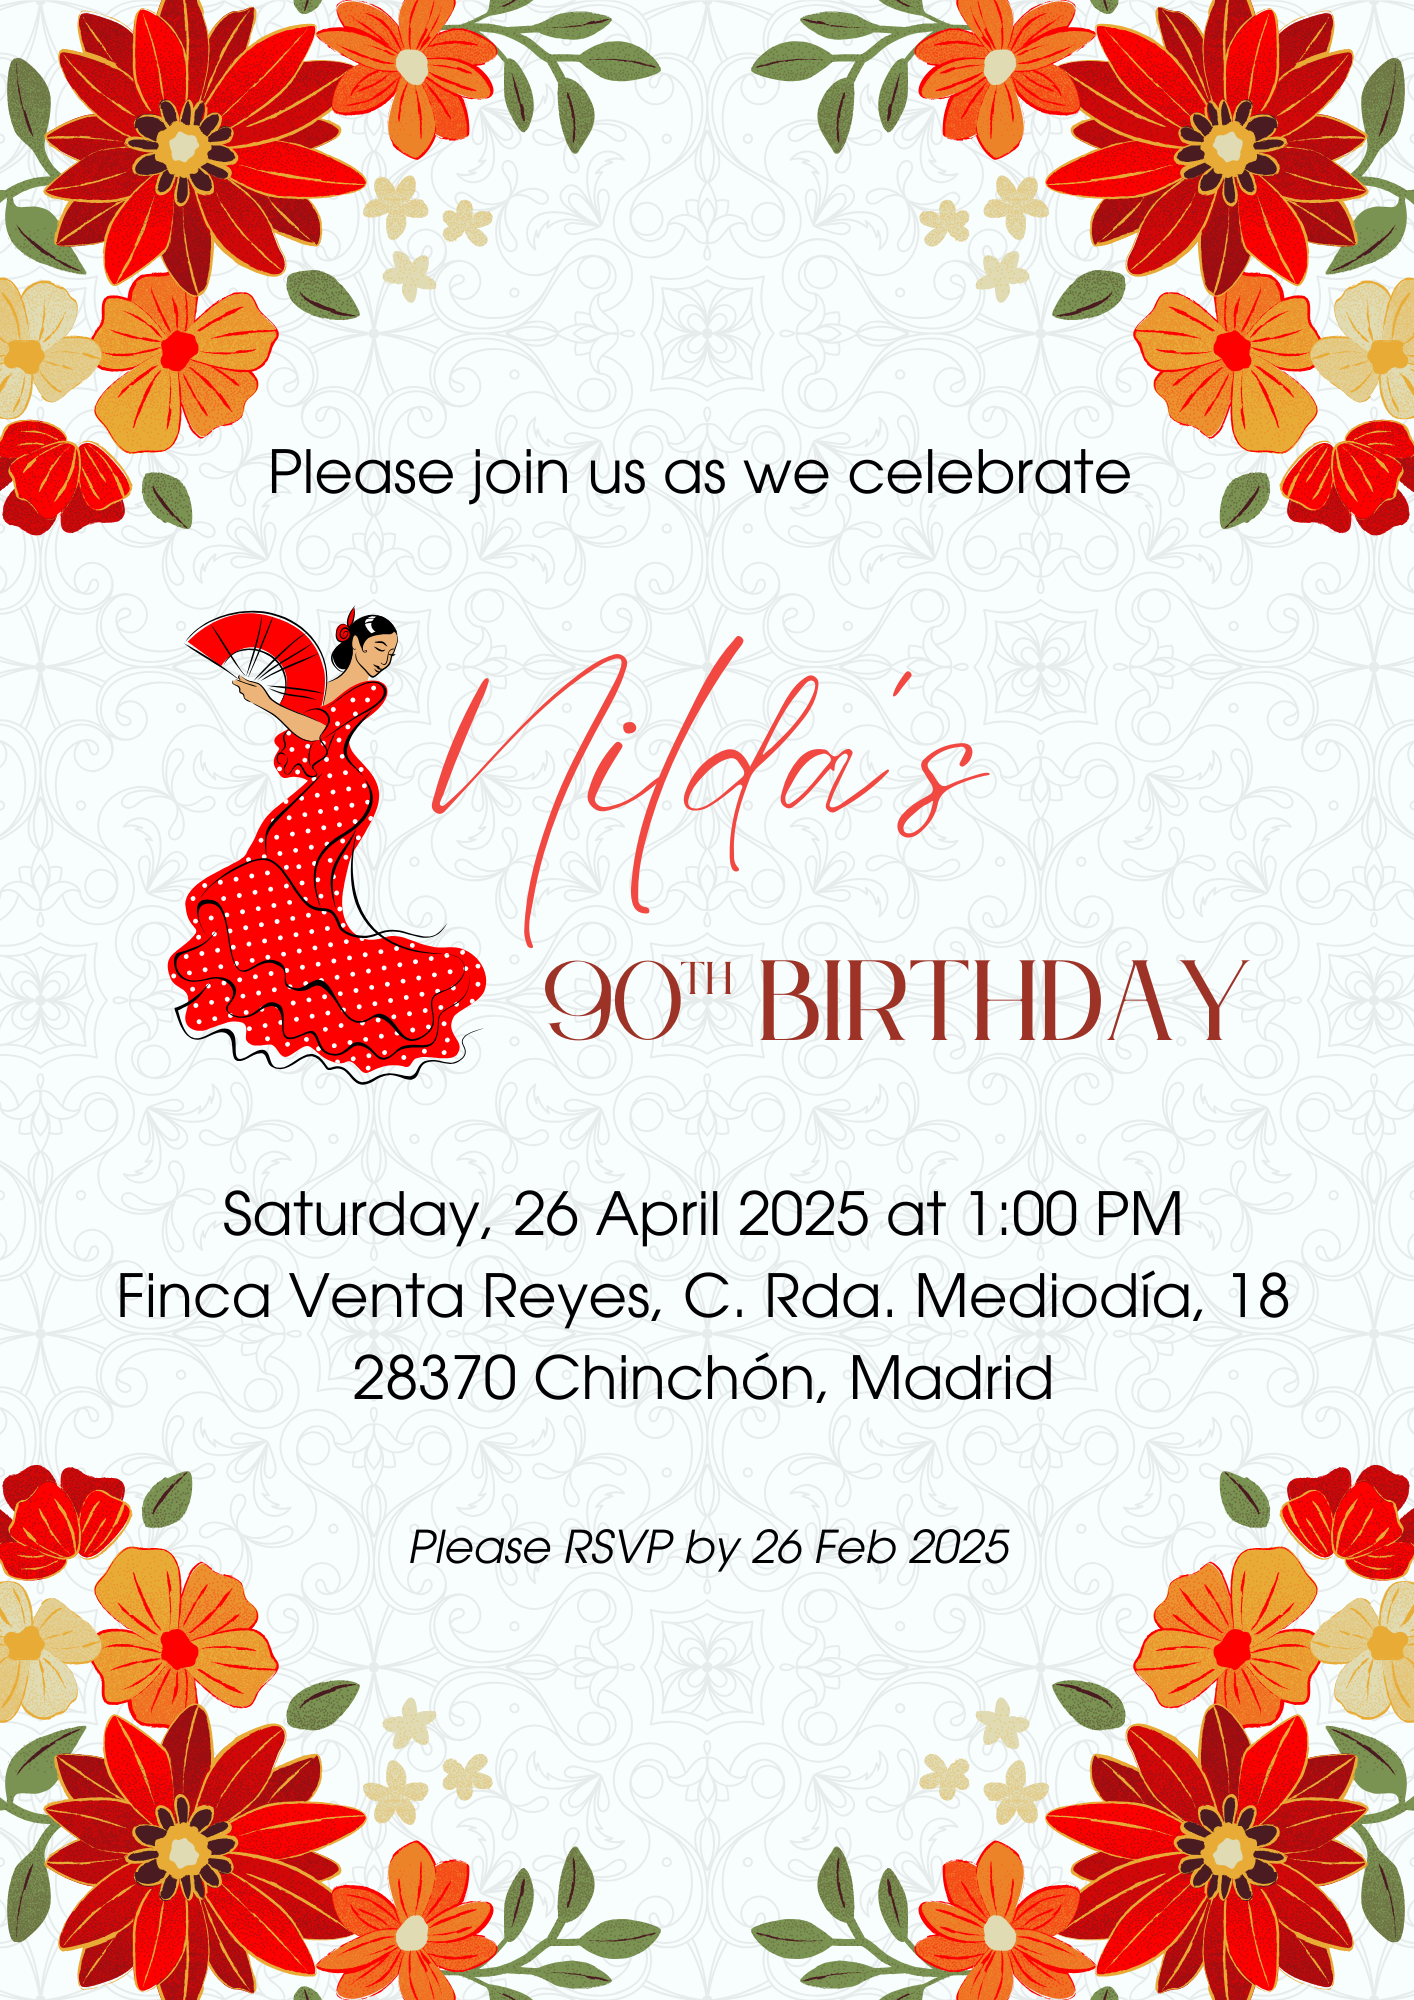 Please join us as we celebrate
Nilda's
90TH BIRTHDAY
Saturday, 26 April 2025 at 1:00 PM
Finca Venta Reyes, C. Rda. Mediodía, 18
28370 Chinchón, Madrid
Please RSVP by 26 Feb 2025